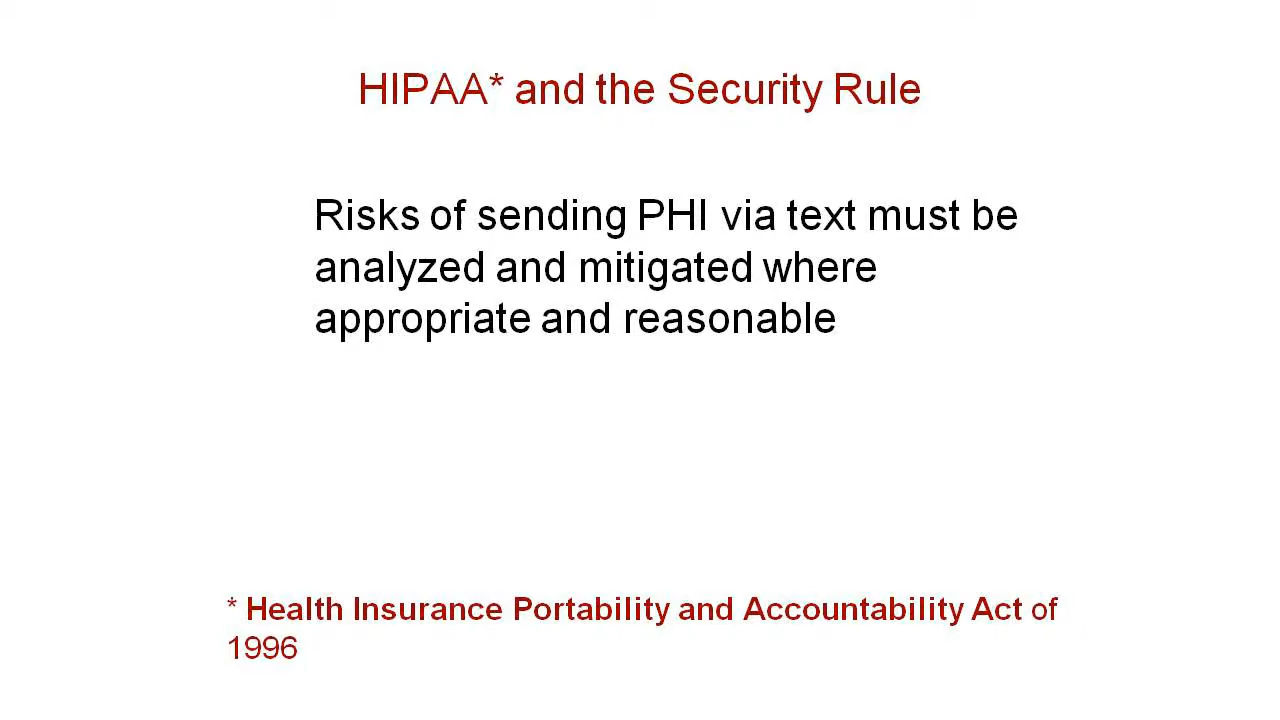 HIPAA* and the Security Rule
Risks of sending PHI via text must be
analyzed and mitigated where
appropriate and reasonable
* Health Insurance Portability and Accountability Act of
1996